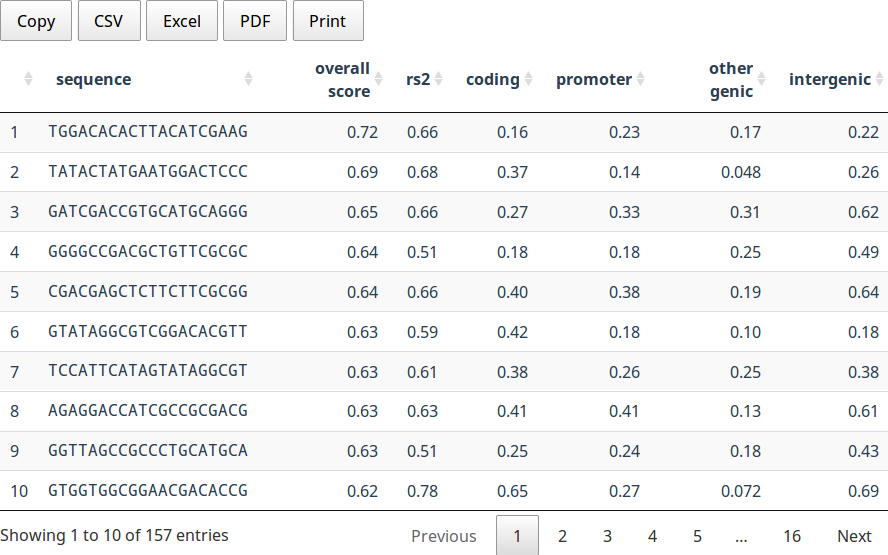 Copy CSV Excel PDF Print
sequence overall score rs2 coding promoter other genic intergenic
1 TGGACACACTTACATCGAAG 0.72 0.66 0.16 0.23 0.17 0.22
2 TATACTATGAATGGACTCCC 0.69 0.68 0.37 0.14 0.048 0.26
3 GATCGACCGTGCATGCAGGG 0.65 0.66 0.27 0.33 0.31 0.62
4 GGGGCCGACGCTGTTCGCGC 0.64 0.51 0.18 0.18 0.25 0.49
5 CGACGAGCTCTTCTTCGCGG 0.64 0.66 0.40 0.38 0.19 0.64
6 GTATAGGCGTCGGACACGTT 0.63 0.59 0.42 0.18 0.10 0.18
7 TCCATTCATAGTATAGGCGT 0.63 0.61 0.38 0.26 0.25 0.38
8 AGAGGACCATCGCCGCGACG 0.63 0.63 0.41 0.41 0.13 0.61
9 GGTTAGCCGCCCTGCATGCA 0.63 0.51 0.25 0.24 0.18 0.43
10 GTGGTGGCGGAACGACACCG 0.62 0.78 0.65 0.27 0.072 0.69
Showing 1 to 10 of 157 entries Previous 1 2 3 4 5 … 16 Next